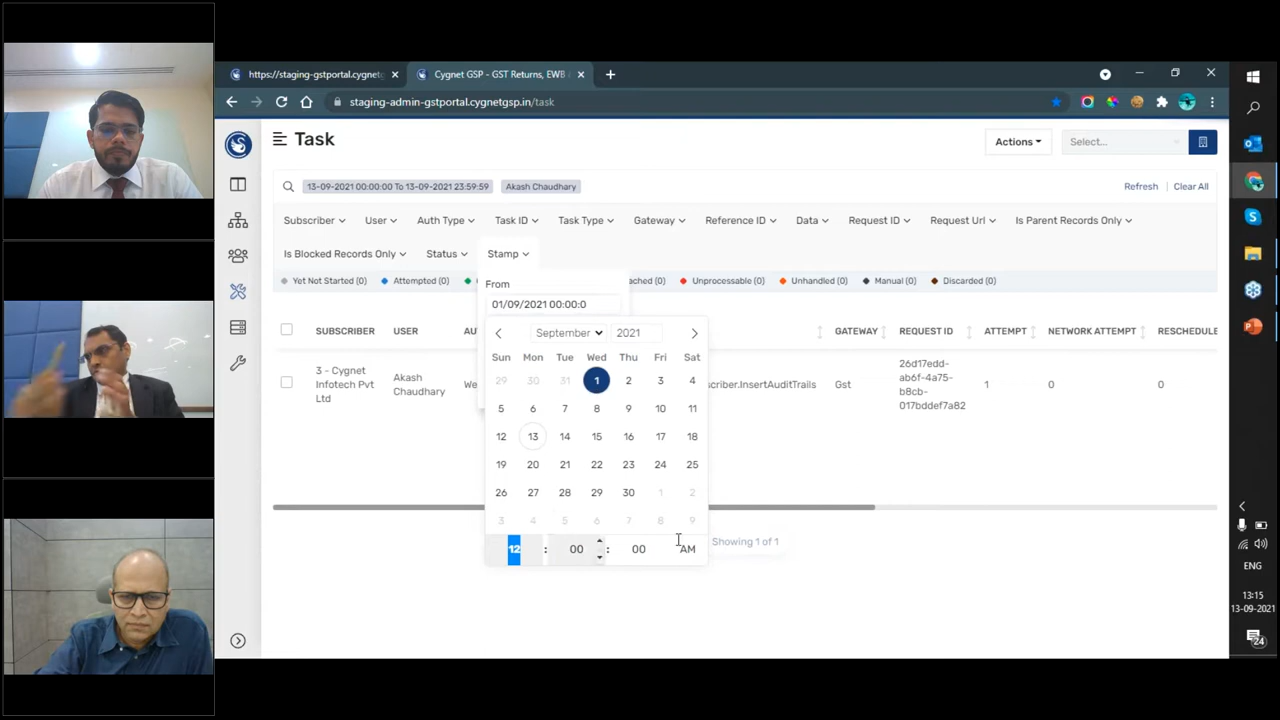 https://staging-gstportal.cygnetg
Cygnet GSP - GST Returns, EWB
staging-admin-gstportal.cygnetgsp.in/task
Task
Actions
Select...
13-09-2021 00:00:00 To 13-09-2021 23:59:59
Akash Chaudhary
Refresh
Clear All
Subscriber
User
Auth Type
Task ID
Task Type
Gateway
Reference ID
Data
Request ID
Request Url
Is Parent Records Only
Is Blocked Records Only
Status
Stamp
Yet Not Started (0)
Attempted (0)
ched (0)
Unprocessable (0)
Unhandled (0)
Manual (0)
Discarded (0)
From
01/09/2021 00:00:0
September
2021
Sun Mon Tue Wed Thu Fri Sat
29 30 31 1 2 3 4
5 6 7 8 9 10 11
12 13 14 15 16 17 18
19 20 21 22 23 24 25
26 27 28 29 30 1 2
3 4 5 6 7 8 9
12 : 00 : 00 AM
SUBSCRIBER
USER
AU
GATEWAY
REQUEST ID
ATTEMPT
NETWORK ATTEMPT
RESCHEDULE
3 - Cygnet
Infotech Pvt
Ltd
Akash
Chaudhary
We
scriber.InsertAuditTrails
Gst
26d17edd-
ab6f-4a75-
b8cb-
017bddef7a82
1
0
0
Showing 1 of 1
ENG
13:15
13-09-2021
24